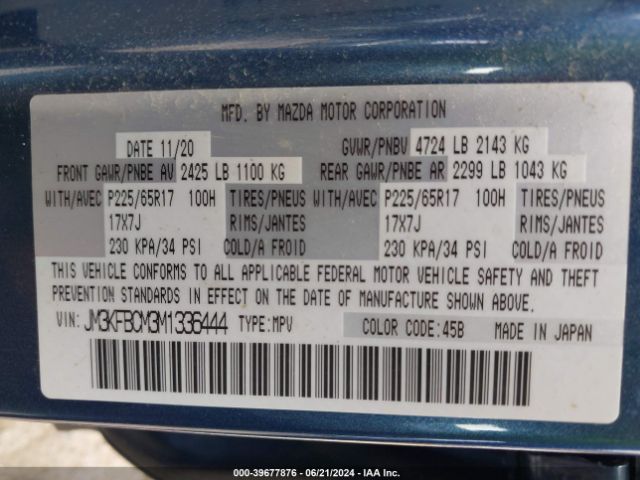 MFD. BY MAZDA MOTOR CORPORATION
DATE 11/20 GVWR/PNBV 4724 LB 2143 KG
FRONT GAWR/PNBE AV 2425 LB 1100 KG REAR GAWR/PNBE AR 2299 LB 1043 KG
WITH/AVEC P225/65R17 100H TIRES/PNEUS WITH/AVEC P225/65R17 100H TIRES/PNEUS
17X7J RIMS/JANTES 17X7J RIMS/JANTES
230 KPA/34 PSI COLD/A FROID 230 KPA/34 PSI COLD/A FROID
THIS VEHICLE CONFORMS TO ALL APPLICABLE FEDERAL MOTOR VEHICLE SAFETY AND THEFT
PREVENTION STANDARDS IN EFFECT ON THE DATE OF MANUFACTURE SHOWN ABOVE.
VIN: JM3KFBCM3M1336444 TYPE: MPV COLOR CODE: 45B MADE IN JAPAN
000-39677876 / 06/21/2024 / IAA Inc.